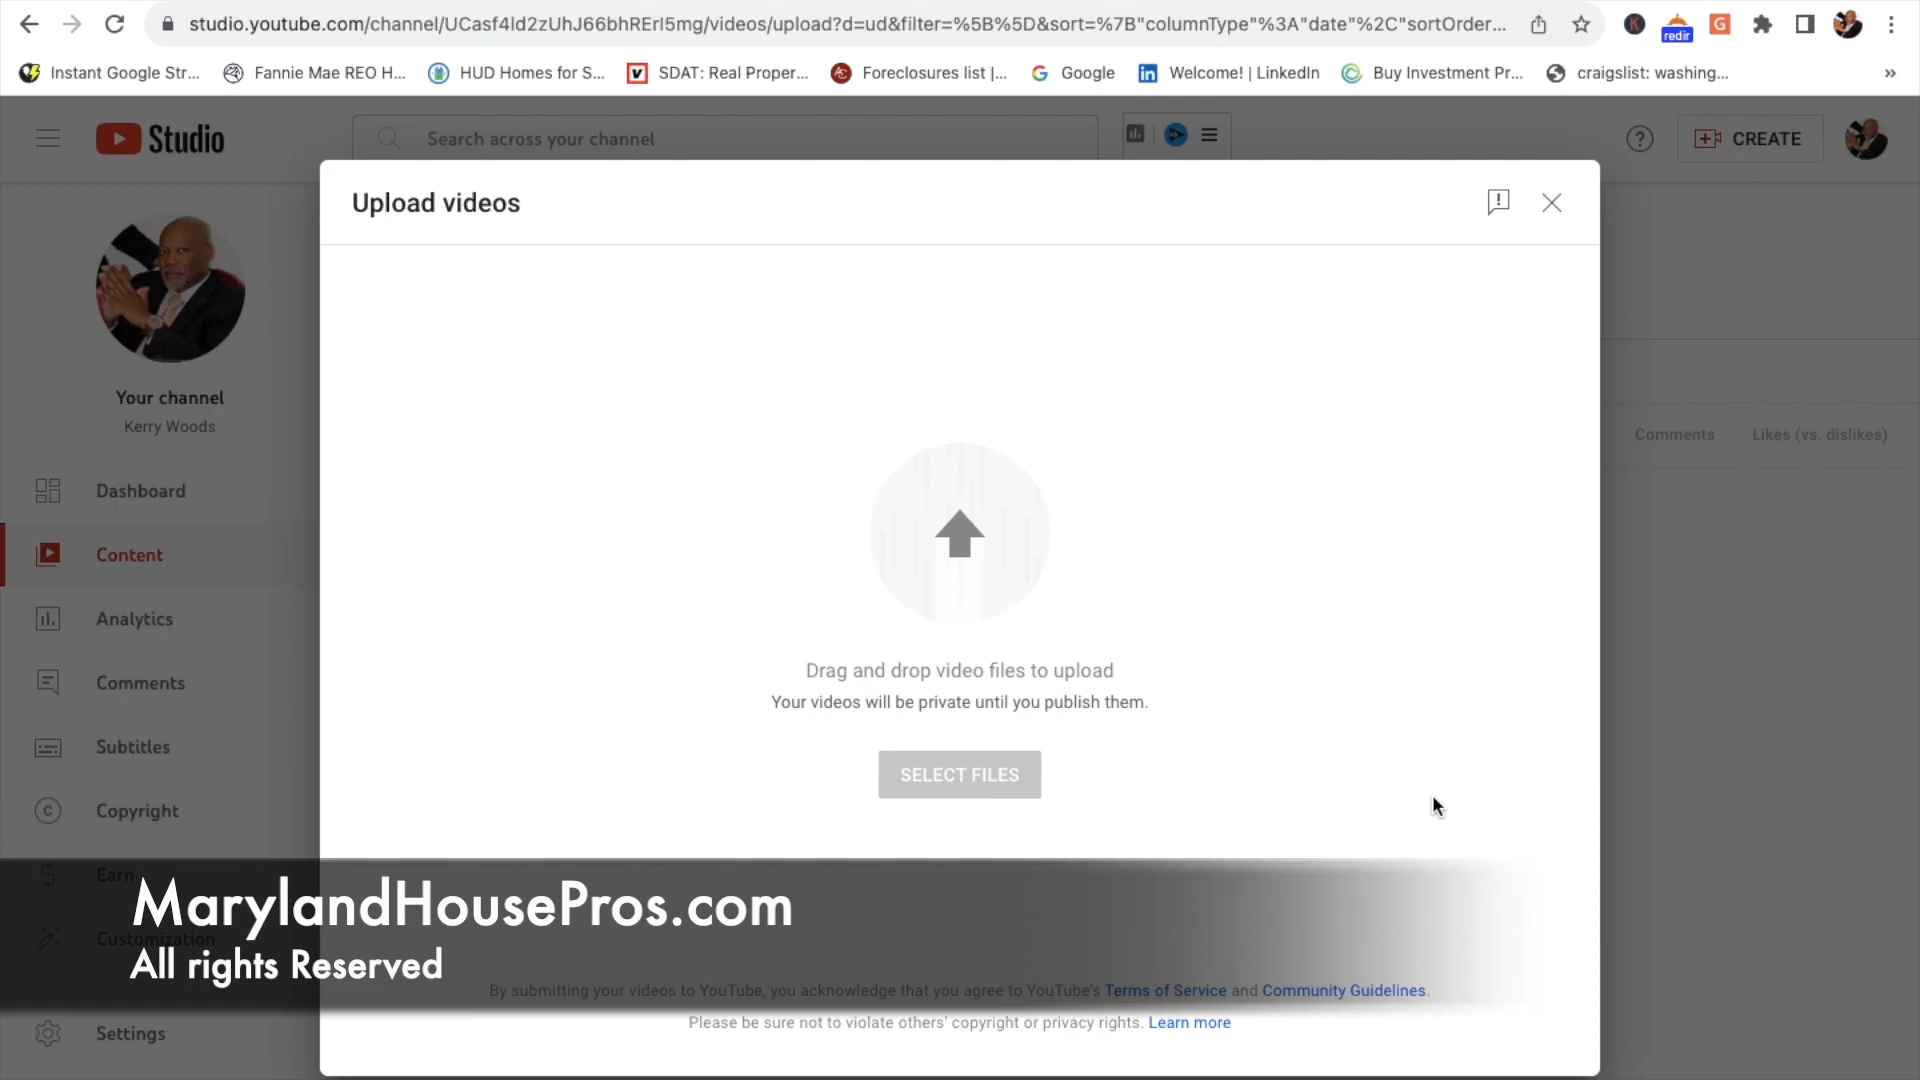 studio.youtube.com/channel/UCasf4ld2zUhJ66bhRErI5mg/videos/upload?d=ud&filter=%5B%5D&sort=%7B"columnType"%3A"date"%2C"sortOrder...
redir
Instant Google Str...
Fannie Mae REO H...
HUD Homes for S...
SDAT: Real Proper...
Foreclosures list |...
Google
Welcome! | LinkedIn
Buy Investment Pr...
craigslist: washing...
»
Studio
Search across your channel
CREATE
Upload videos
Your channel
Kerry Woods
Comments
Likes (vs. dislikes)
Dashboard
Content
Analytics
Comments
Subtitles
Copyright
Earn
Customization
Settings
Drag and drop video files to upload
Your videos will be private until you publish them.
SELECT FILES
MarylandHousePros.com
All rights Reserved
By submitting your videos to YouTube, you acknowledge that you agree to YouTube's Terms of Service and Community Guidelines.
Please be sure not to violate others' copyright or privacy rights. Learn more